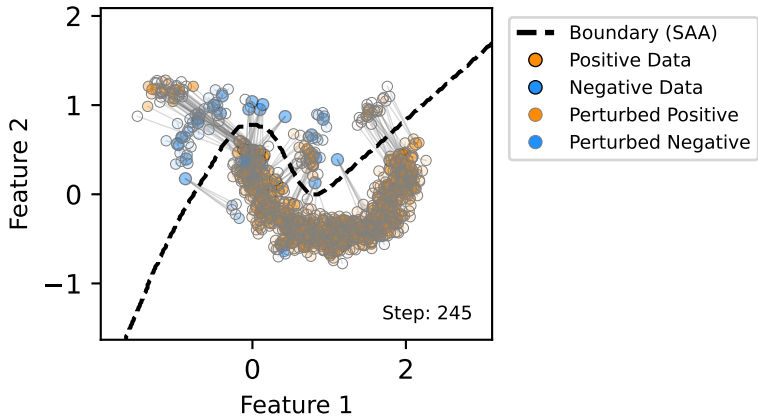 2
1
0
−1
0
2
Feature 2
Feature 1
Step: 245
Boundary (SAA)
Positive Data
Negative Data
Perturbed Positive
Perturbed Negative